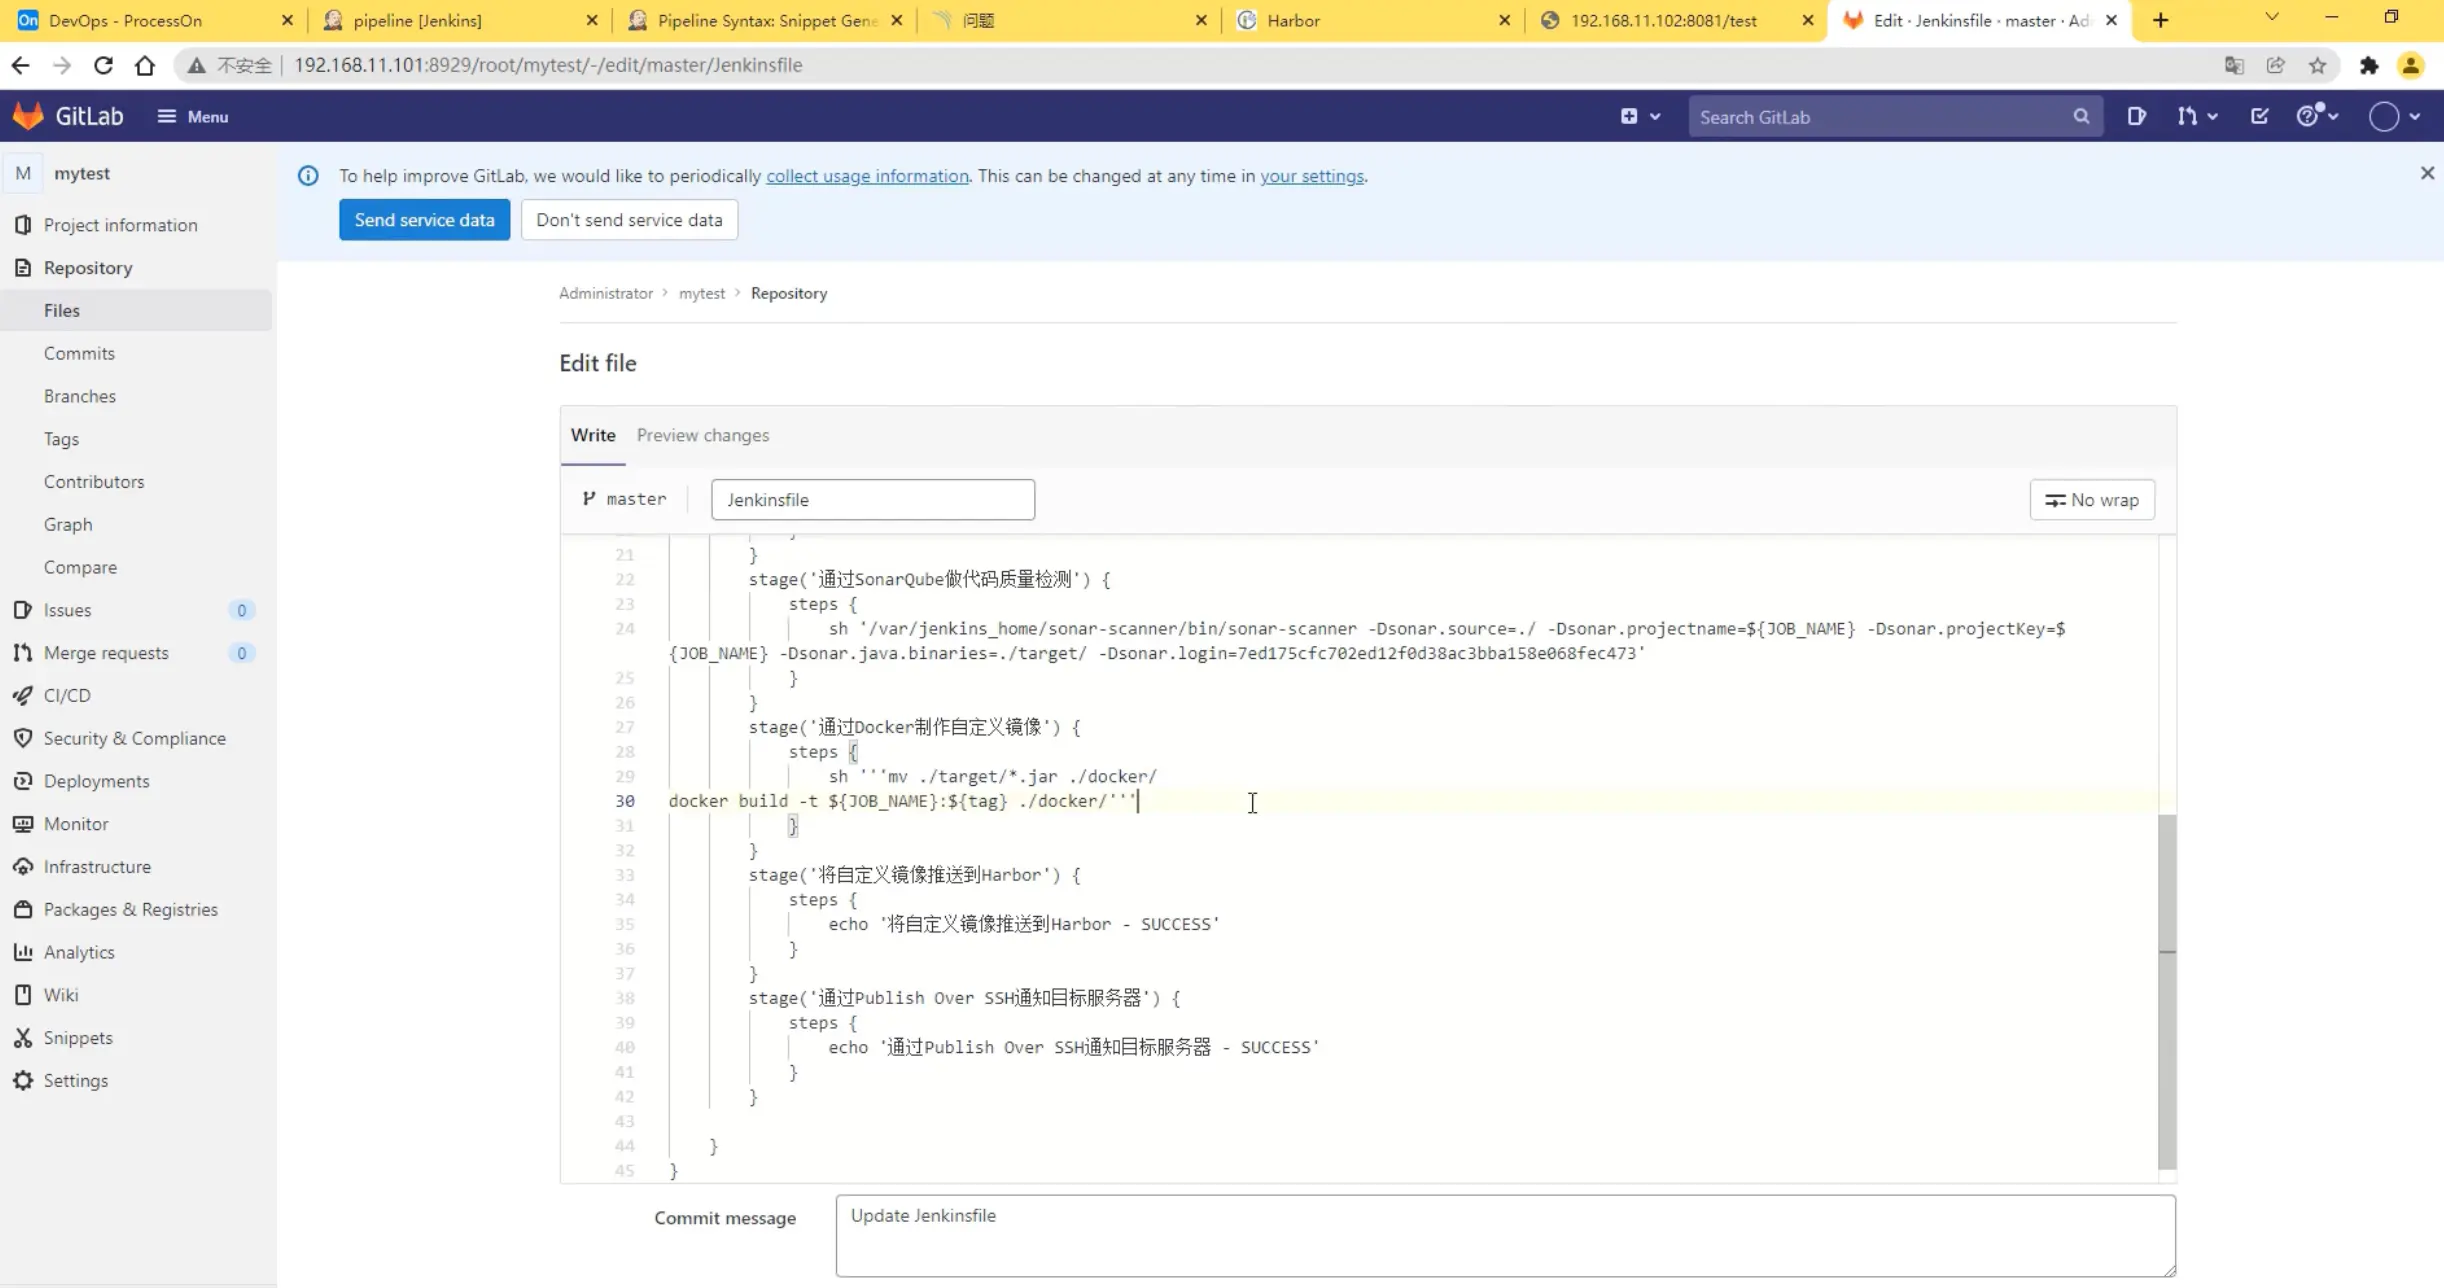 On DevOps - ProcessOn
pipeline [Jenkins]
Pipeline Syntax: Snippet Gene
问题
Harbor
192.168.11.102:8081/test
Edit · Jenkinsfile · master · Ad
不安全 192.168.11.101:8929/root/mytest/-/edit/master/Jenkinsfile
GitLab
Menu
Search GitLab
M mytest
Project information
Repository
Files
Commits
Branches
Tags
Contributors
Graph
Compare
Issues 0
Merge requests 0
CI/CD
Security & Compliance
Deployments
Monitor
Infrastructure
Packages & Registries
Analytics
Wiki
Snippets
Settings
To help improve GitLab, we would like to periodically collect usage information. This can be changed at any time in your settings.
Send service data
Don't send service data
Administrator > mytest > Repository
Edit file
Write
Preview changes
master
Jenkinsfile
No wrap
21 }
22 stage('通过SonarQube做代码质量检测') {
23 steps {
24 sh '/var/jenkins_home/sonar-scanner/bin/sonar-scanner -Dsonar.source=./ -Dsonar.projectname=${JOB_NAME} -Dsonar.projectKey=$
{JOB_NAME} -Dsonar.java.binaries=./target/ -Dsonar.login=7ed175cfc702ed12f0d38ac3bba158e068fec473'
25 }
26 }
27 stage('通过Docker制作自定义镜像') {
28 steps {
29 sh '''mv ./target/*.jar ./docker/
30 docker build -t ${JOB_NAME}:${tag} ./docker/'''
31 }
32 }
33 stage('将自定义镜像推送到Harbor') {
34 steps {
35 echo '将自定义镜像推送到Harbor - SUCCESS'
36 }
37 }
38 stage('通过Publish Over SSH通知目标服务器') {
39 steps {
40 echo '通过Publish Over SSH通知目标服务器 - SUCCESS'
41 }
42 }
43
44 }
45 }
Commit message
Update Jenkinsfile